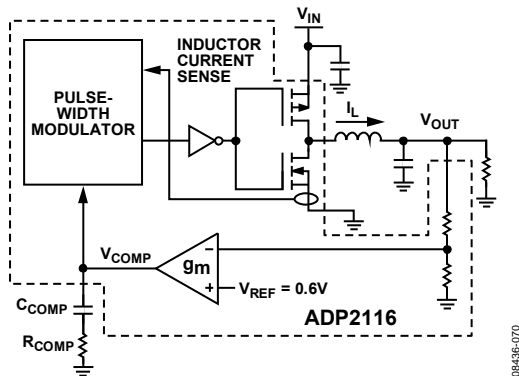 VIN
INDUCTOR
CURRENT
SENSE
PULSE-
WIDTH
MODULATOR
IL
VOUT
VCOMP
gm
−
+
VREF = 0.6V
CCOMP
RCOMP
ADP2116
08436-070